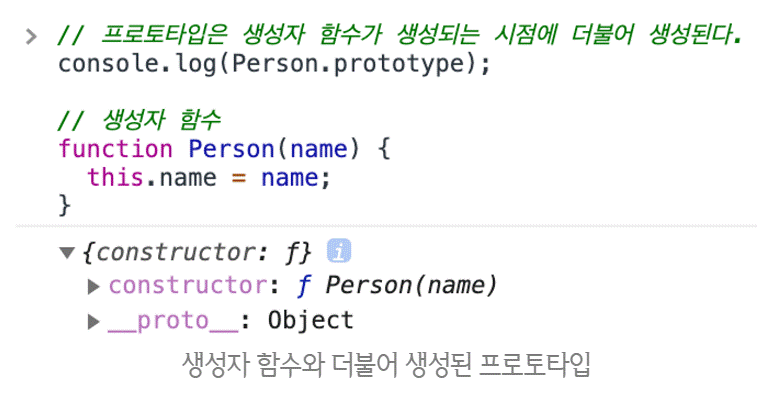 > // 프로토타입은 생성자 함수가 생성되는 시점에 더불어 생성된다.
console.log(Person.prototype);
// 생성자 함수
function Person(name) {
  this.name = name;
}
▼{constructor: ƒ} i
▶constructor: ƒ Person(name)
▶__proto__: Object
생성자 함수와 더불어 생성된 프로토타입